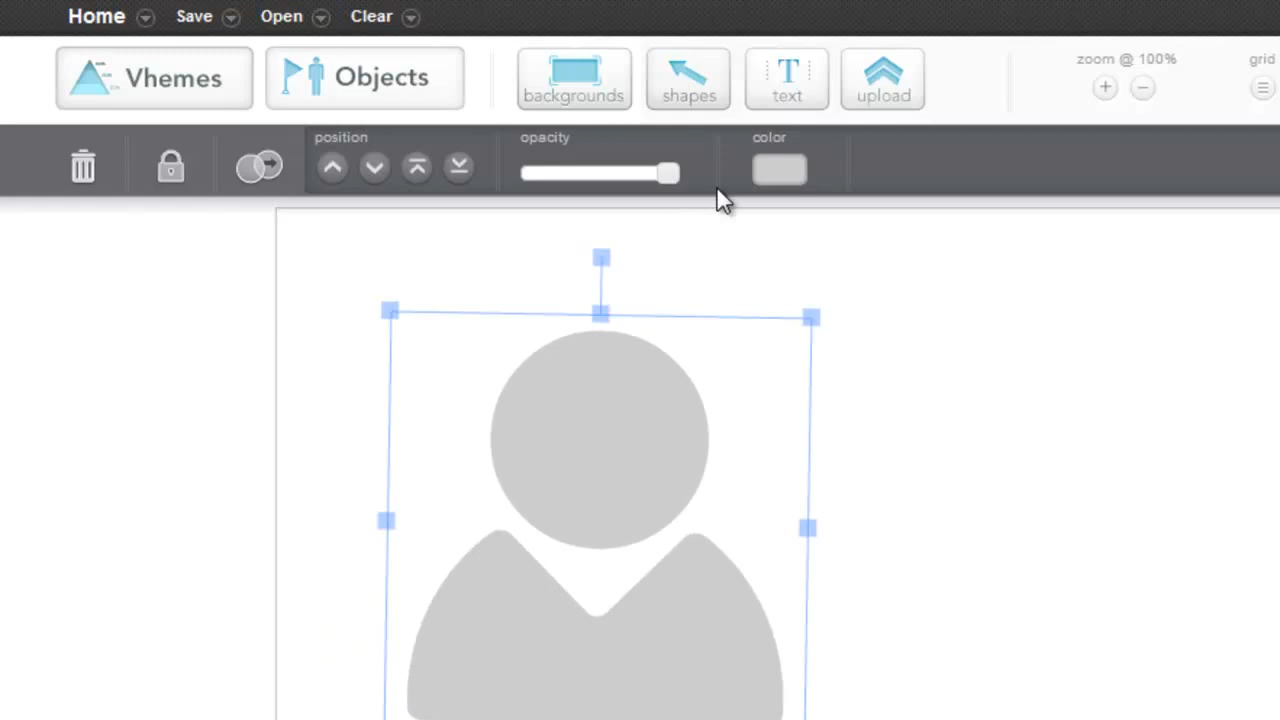 Home Save Open Clear
Vhemes Objects backgrounds shapes T text upload zoom @ 100% grid
position opacity color